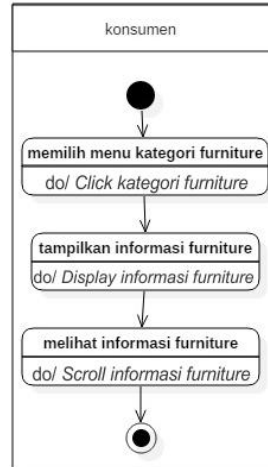 konsumen
memilih menu kategori furniture
do/ Click kategori furniture
tampilkan informasi furniture
do/ Display informasi furniture
melihat informasi furniture
do/ Scroll informasi furniture